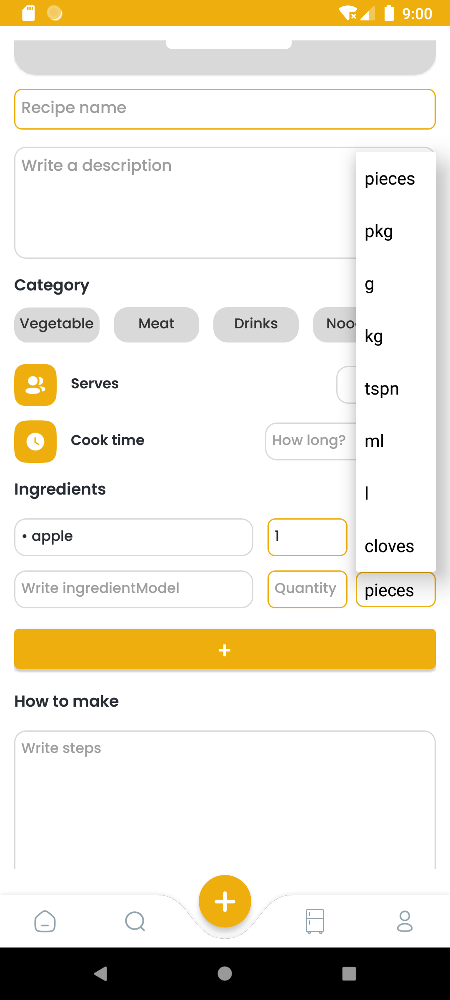 9:00
Recipe name
Write a description
pieces
pkg
g
kg
tspn
ml
l
cloves
Category
Vegetable
Meat
Drinks
Serves
Cook time
How long?
Ingredients
• apple
1
Write ingredientModel
Quantity
pieces
+
How to make
Write steps